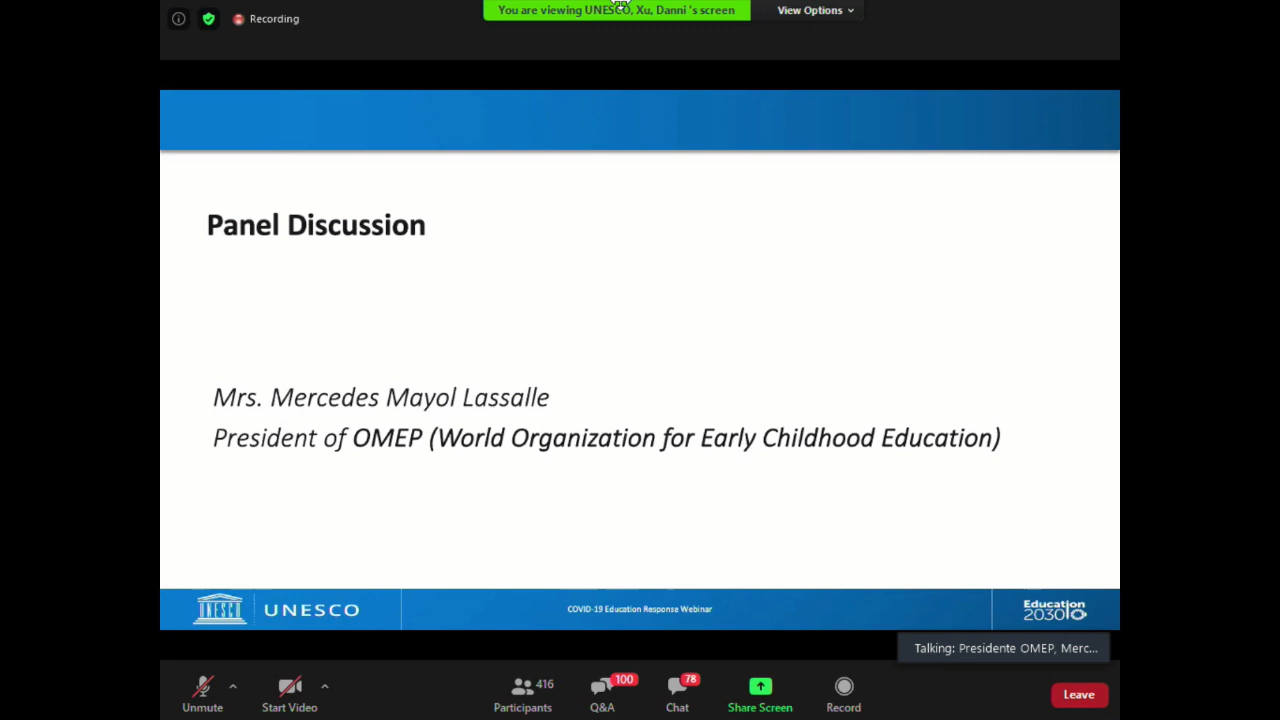 Recording
You are viewing UNESCO, Xu, Danni 's screen
View Options
Panel Discussion
Mrs. Mercedes Mayol Lassalle
President of OMEP (World Organization for Early Childhood Education)
UNESCO
UNESCO
COVID-19 Education Response Webinar
Education
2030
Talking: Presidente OMEP, Merc...
Unmute
Start Video
416
Participants
100
Q&A
78
Chat
Share Screen
Record
Leave